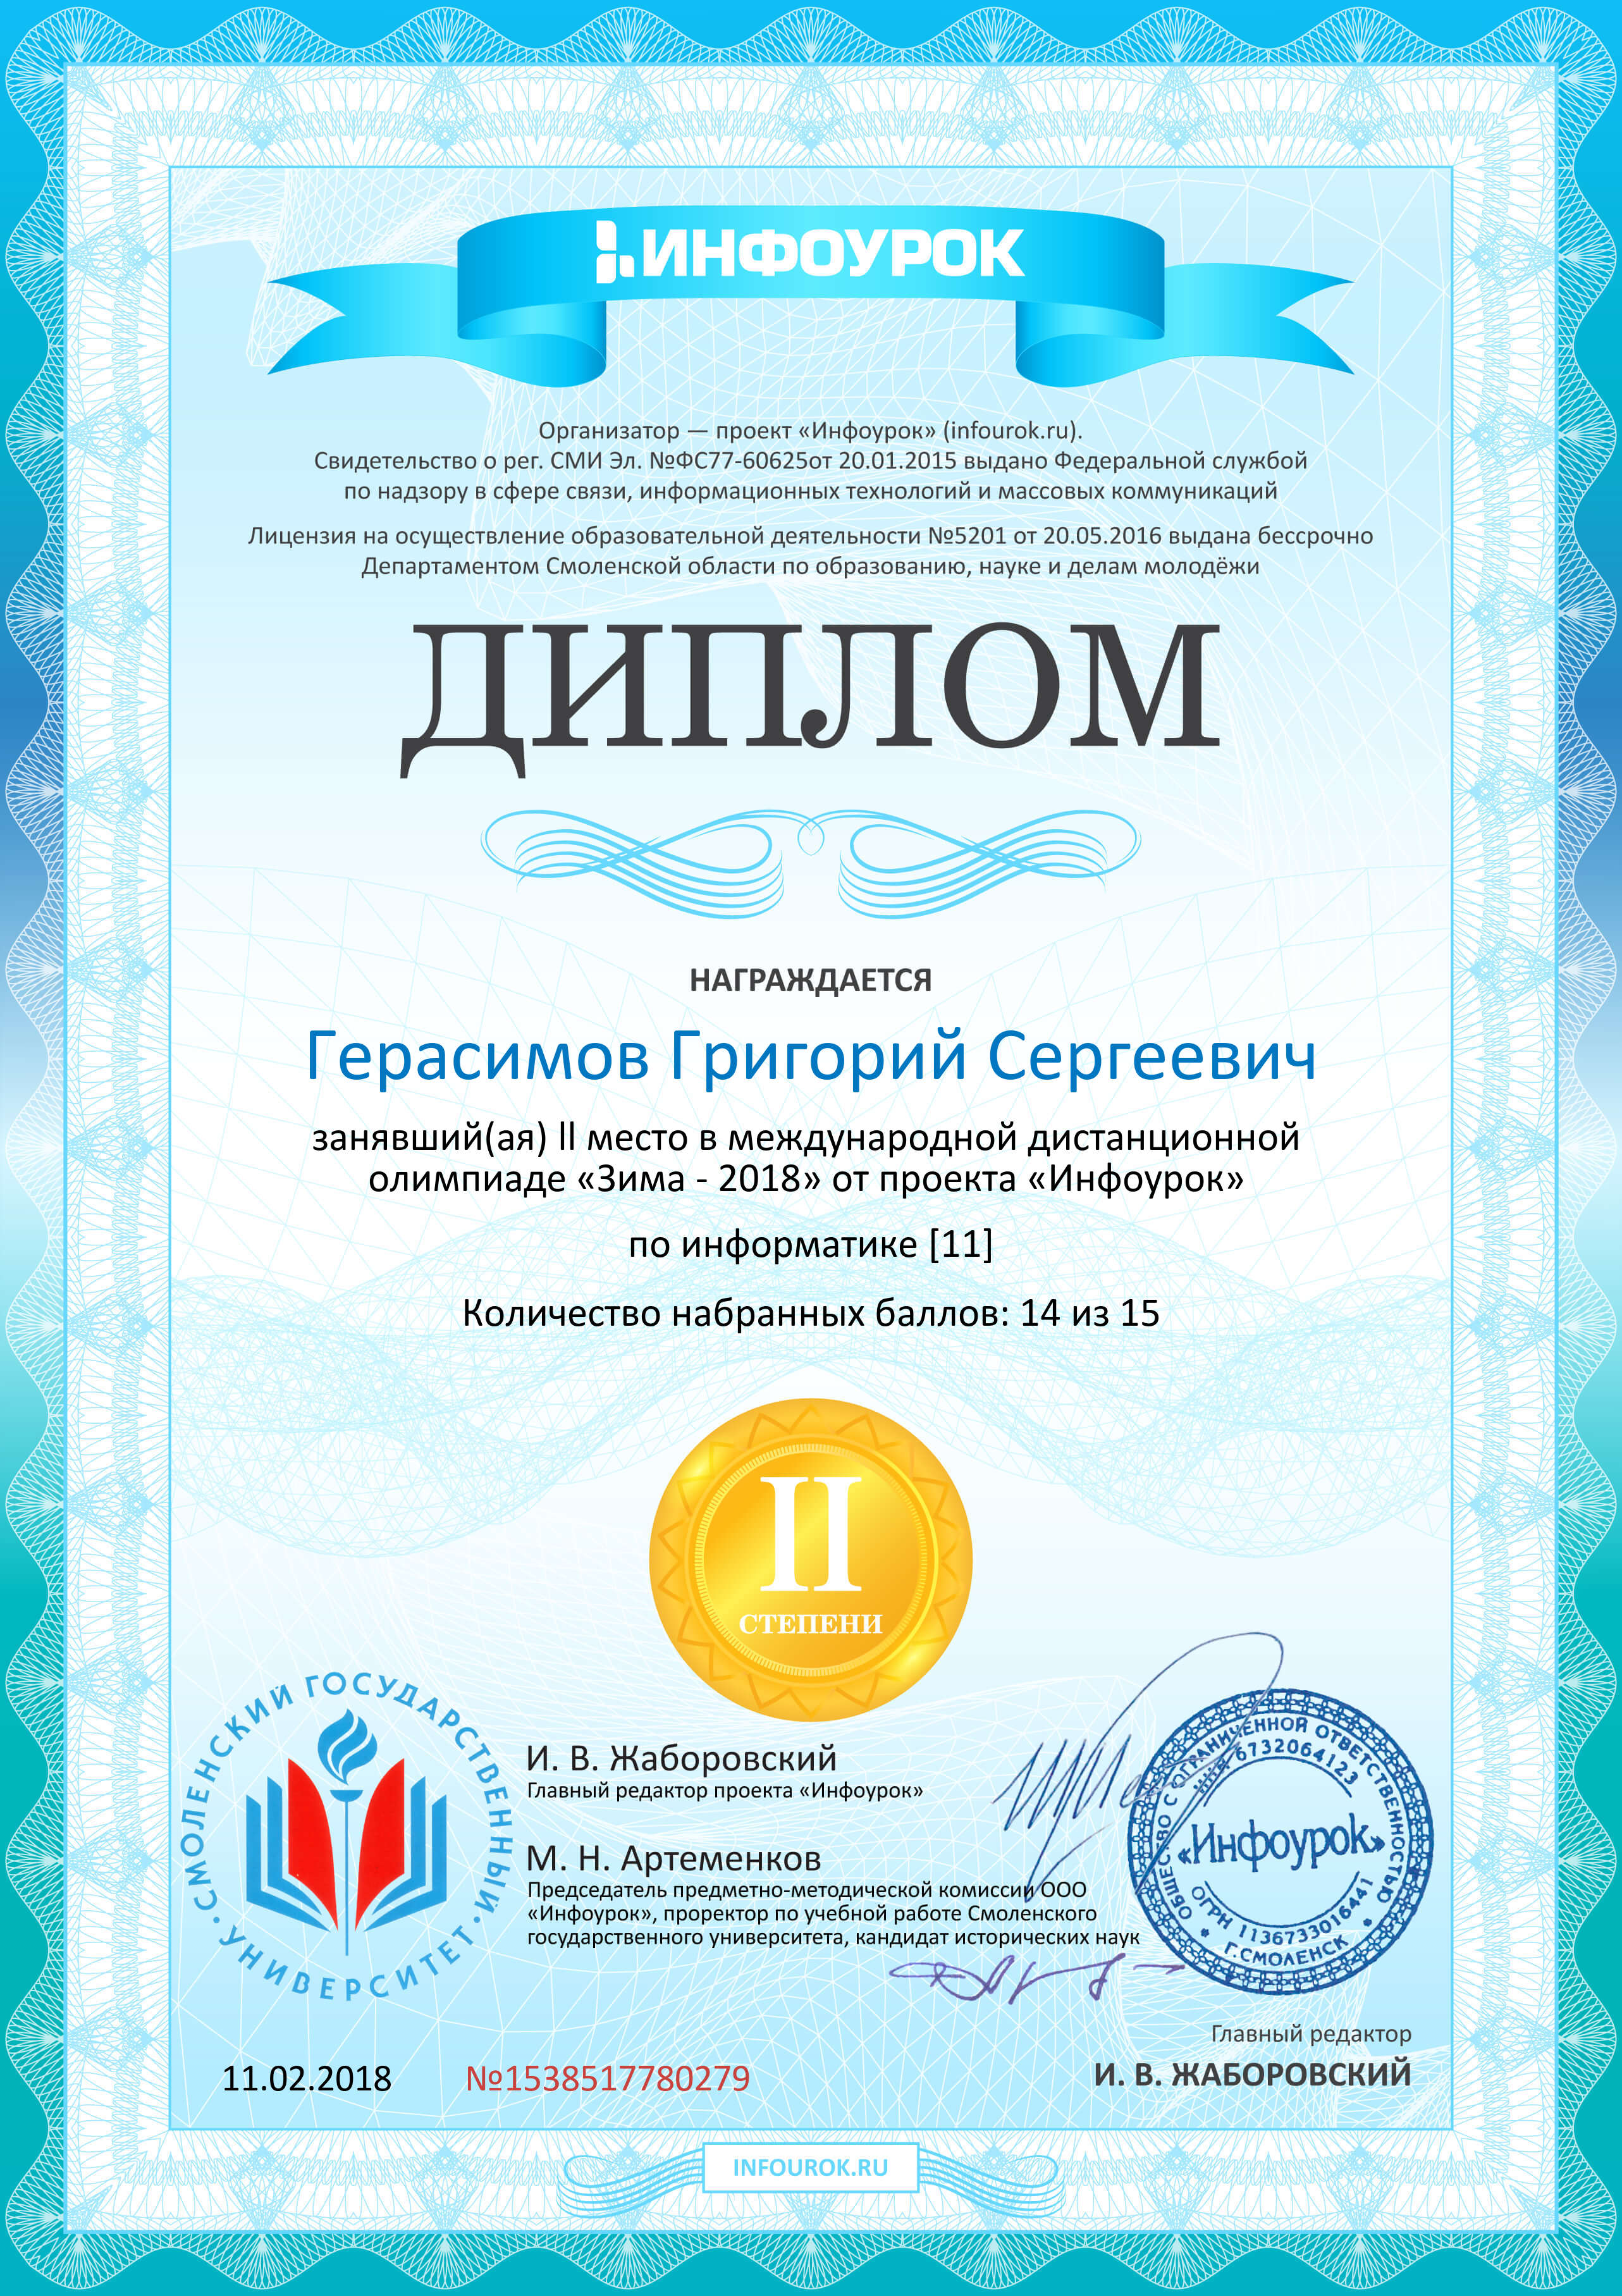 ИНФОУРОК
Организатор — проект «Инфоурок» (infourok.ru).
Свидетельство о рег. СМИ Эл. №ФС77-60625от 20.01.2015 выдано Федеральной службой
по надзору в сфере связи, информационных технологий и массовых коммуникаций
Лицензия на осуществление образовательной деятельности №5201 от 20.05.2016 выдана бессрочно
Департаментом Смоленской области по образованию, науке и делам молодёжи
ДИПЛОМ
НАГРАЖДАЕТСЯ
Герасимов Григорий Сергеевич
занявший(ая) II место в международной дистанционной
олимпиаде «Зима - 2018» от проекта «Инфоурок»
по информатике [11]
Количество набранных баллов: 14 из 15
II
СТЕПЕНИ
СМОЛЕНСКИЙ ГОСУДАРСТВЕННЫЙ
• УНИВЕРСИТЕТ •
И. В. Жаборовский
Главный редактор проекта «Инфоурок»
М. Н. Артеменков
Председатель предметно-методической комиссии ООО
«Инфоурок», проректор по учебной работе Смоленского
государственного университета, кандидат исторических наук
ОБЩЕСТВО С ОГРАНИЧЕННОЙ ОТВЕТСТВЕННОСТЬЮ
ИНН 6732064123
«Инфоурок»
ОГРН 1136733016441
* Г.СМОЛЕНСК *
Главный редактор
И. В. ЖАБОРОВСКИЙ
11.02.2018
№1538517780279
INFOUROK.RU